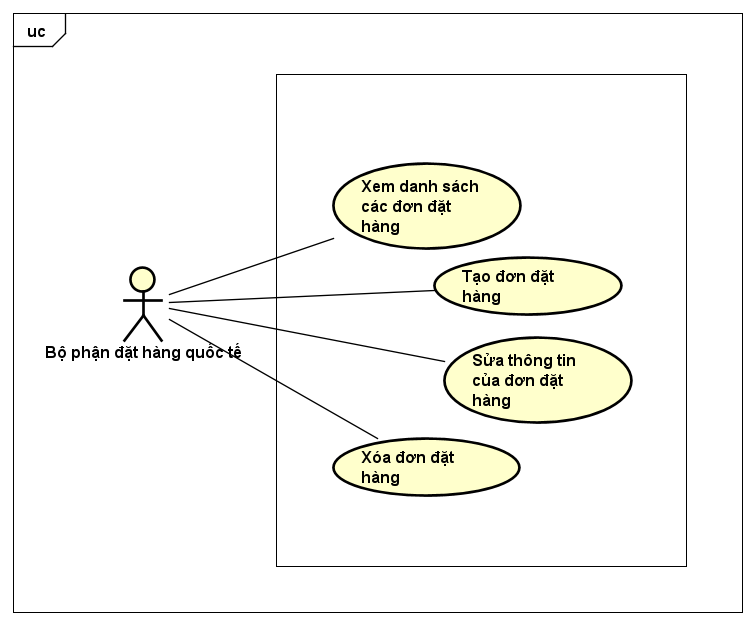 uc
Xem danh sách
các đơn đặt
hàng
Tạo đơn đặt
hàng
Bộ phận đặt hàng quốc tế
Sửa thông tin
của đơn đặt
hàng
Xóa đơn đặt
hàng